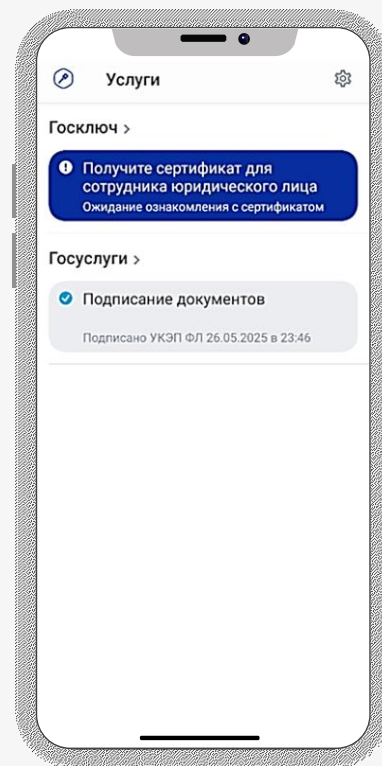 Услуги
Госключ >
Получите сертификат для
сотрудника юридического лица
Ожидание ознакомления с сертификатом
Госуслуги >
Подписание документов
Подписано УКЭП ФЛ 26.05.2025 в 23:46